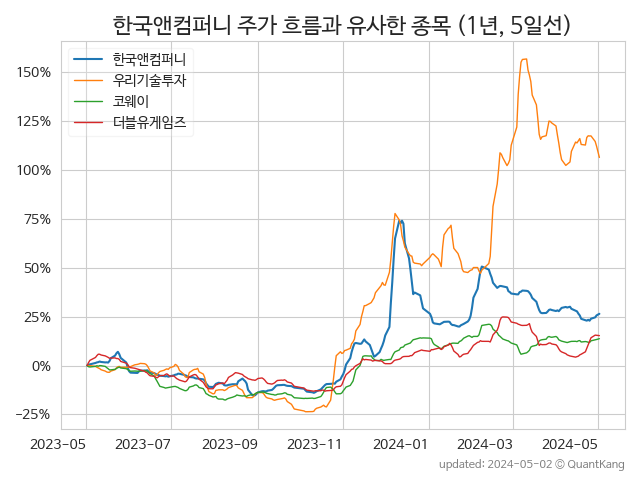 한국앤컴퍼니 주가 흐름과 유사한 종목 (1년, 5일선)
한국앤컴퍼니
우리기술투자
코웨이
더블유게임즈
150%
125%
100%
75%
50%
25%
0%
−25%
2023-05 2023-07 2023-09 2023-11 2024-01 2024-03 2024-05
updated: 2024-05-02 © QuantKang